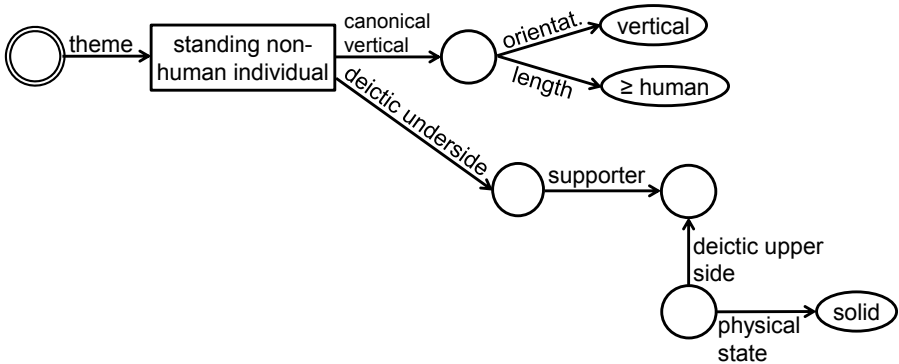 theme
standing non-
human individual
canonical
vertical
orientat.
vertical
length
≥ human
deictic underside
supporter
deictic upper
side
physical
state
solid